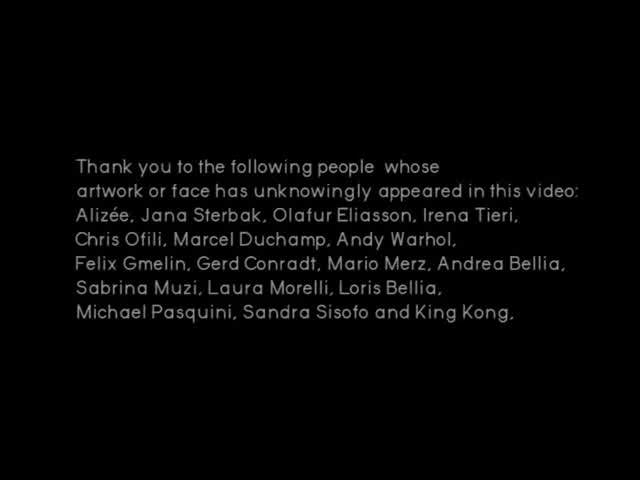 Thank you to the following people  whose
artwork or face has unknowingly appeared in this video:
Alizée, Jana Sterbak, Olafur Eliasson, Irena Tieri,
Chris Ofili, Marcel Duchamp, Andy Warhol,
Felix Gmelin, Gerd Conradt, Mario Merz, Andrea Bellia,
Sabrina Muzi, Laura Morelli, Loris Bellia,
Michael Pasquini, Sandra Sisofo and King Kong,